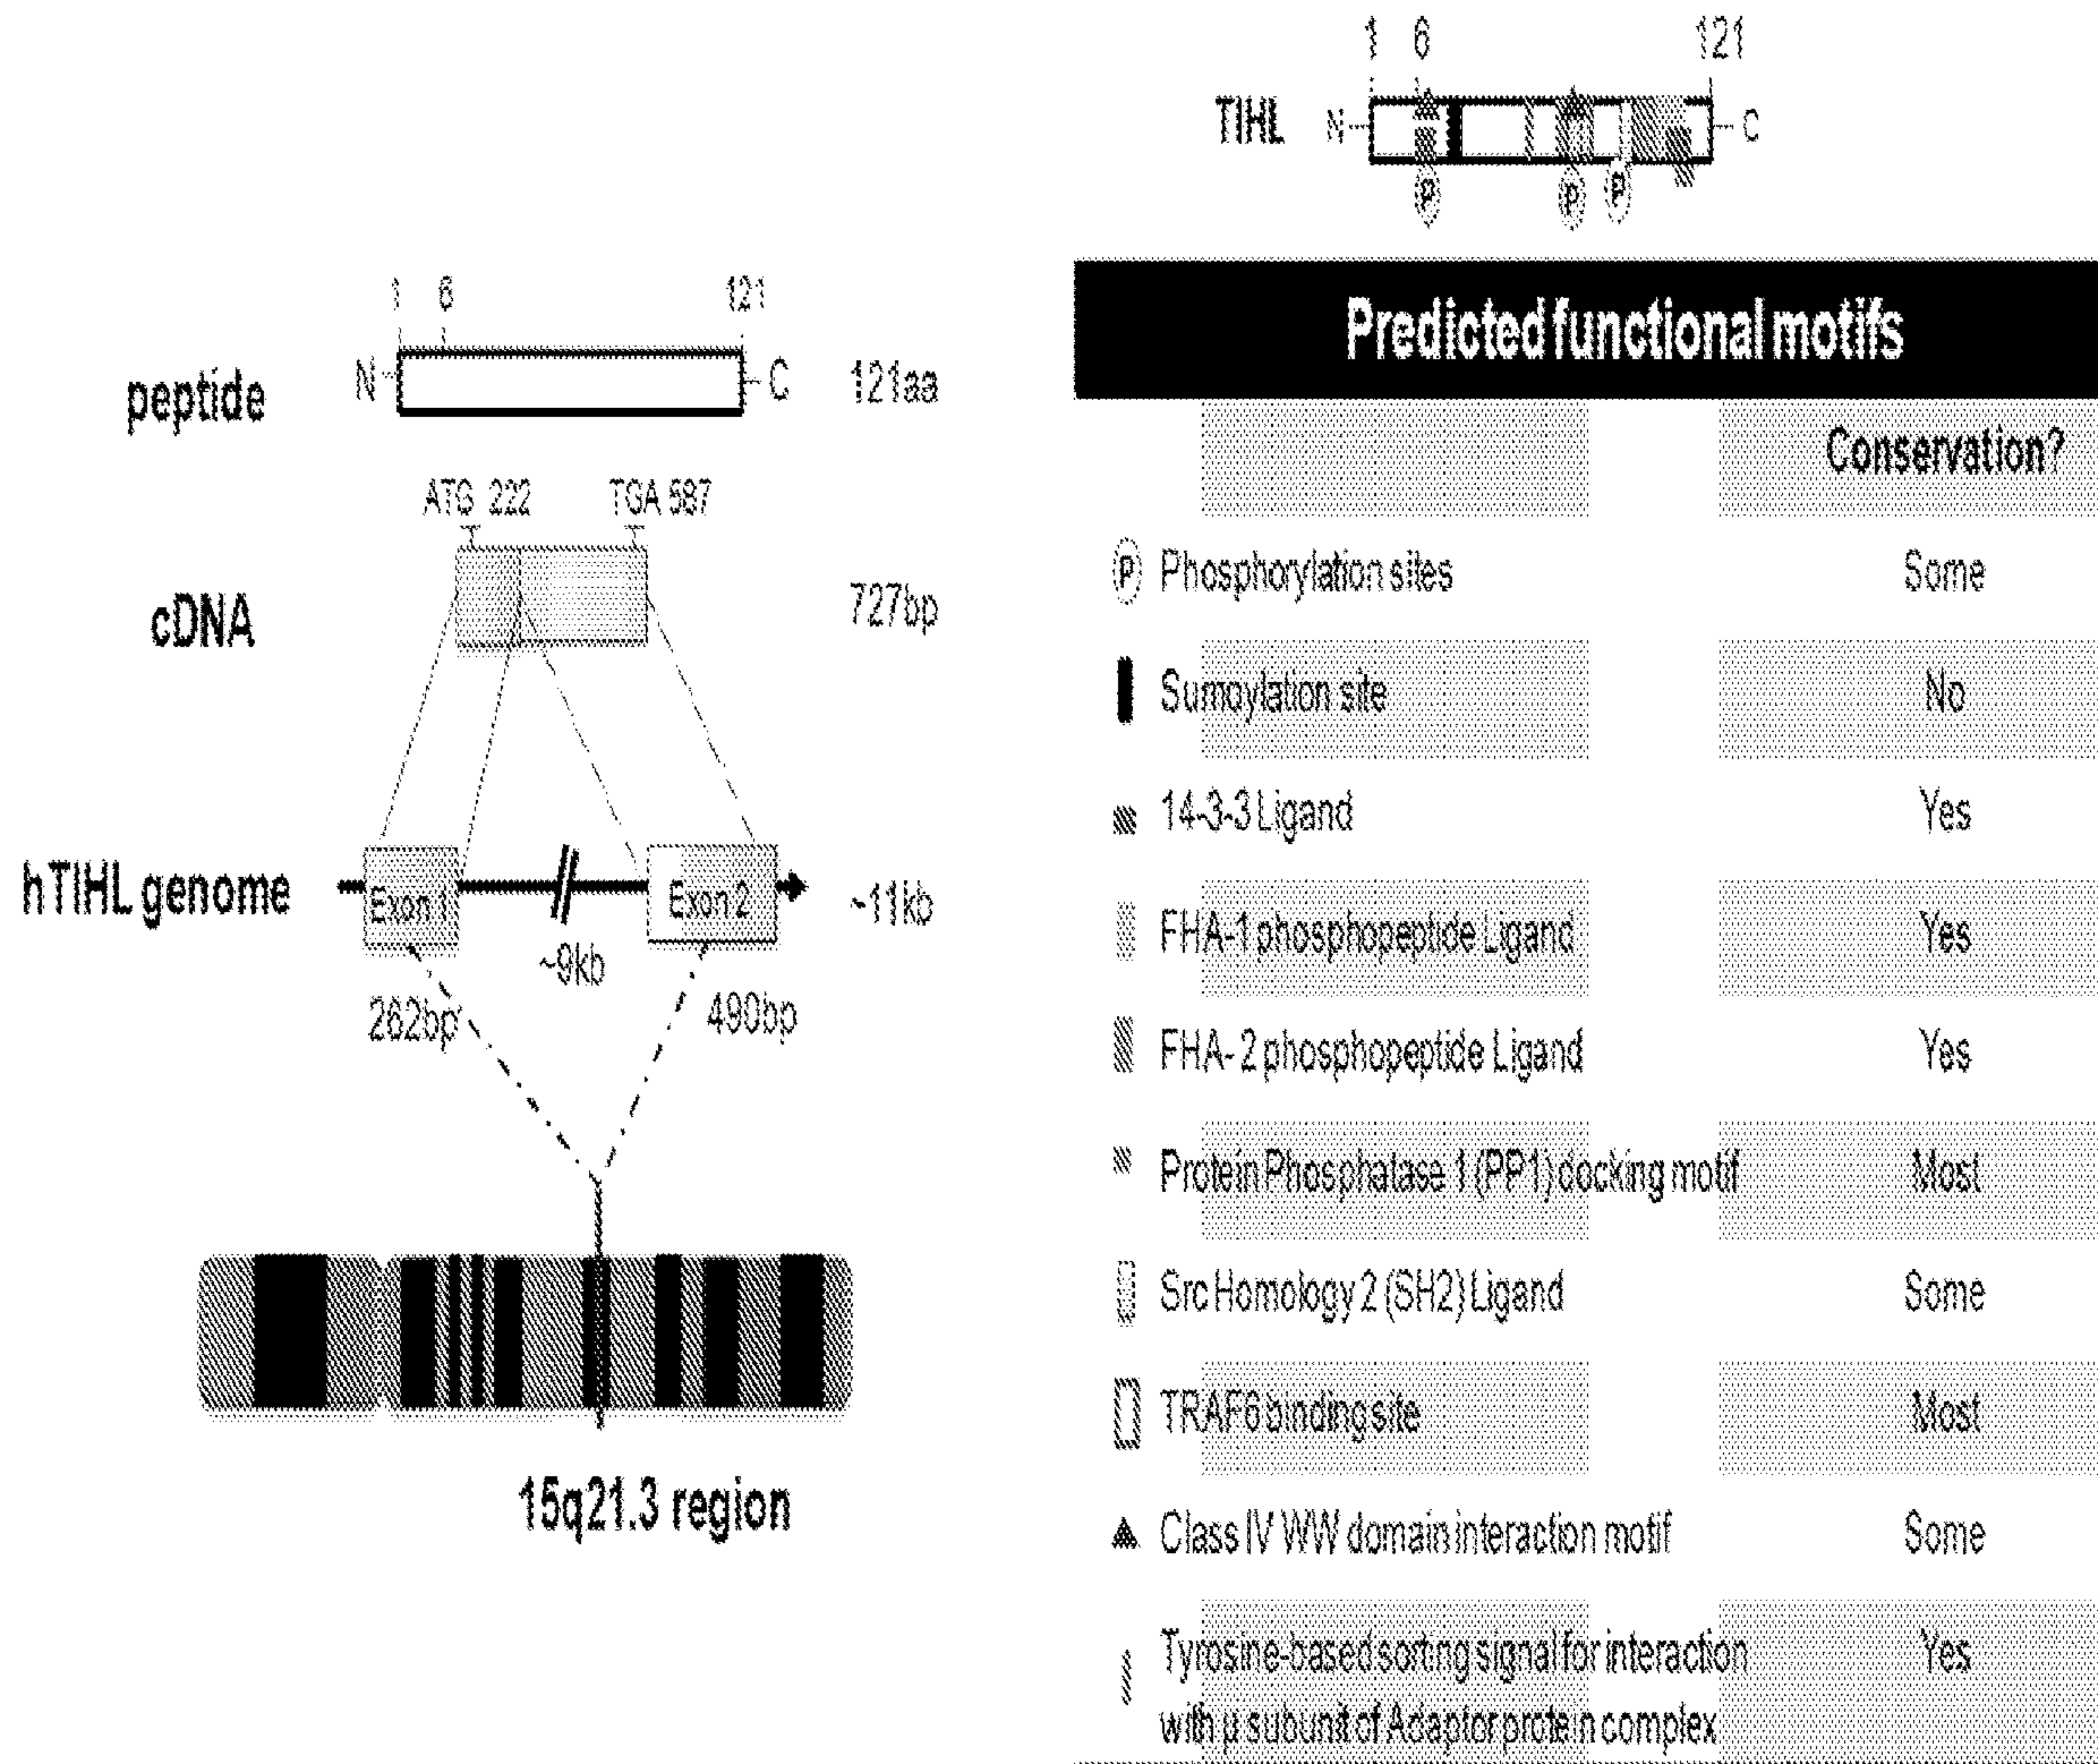 1 6 121
peptide N C 121aa
ATG 222 TGA 587
cDNA 727bp
hTIHL genome Exon 1 Exon 2 ~11kb
~9kb
262bp 490bp
15q21.3 region
1 6 121
TIHL N C
P P P
Predicted functional motifs
Conservation?
P Phosphorylation sites Some
Sumoylation site No
14-3-3 Ligand Yes
FHA-1 phosphopeptide Ligand Yes
FHA-2 phosphopeptide Ligand Yes
Protein Phosphatase 1 (PP1) docking motif Most
Src Homology 2 (SH2) Ligand Some
TRAF6 binding site Most
Class IV WW domain interaction motif Some
Tyrosine-based sorting signal for interaction Yes
with μ subunit of Adaptor protein complex